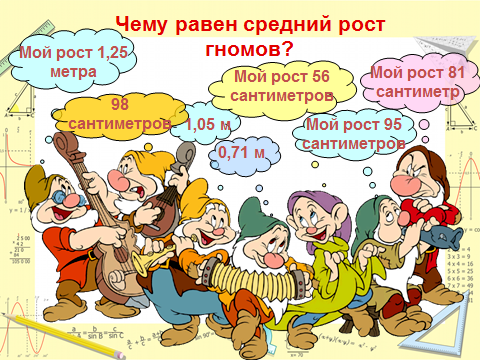 Чему равен средний рост
гномов?
Мой рост 1,25
метра
98
сантиметров
1,05 м
0,71 м
Мой рост 56
сантиметров
Мой рост 95
сантиметров
Мой рост 81
сантиметр